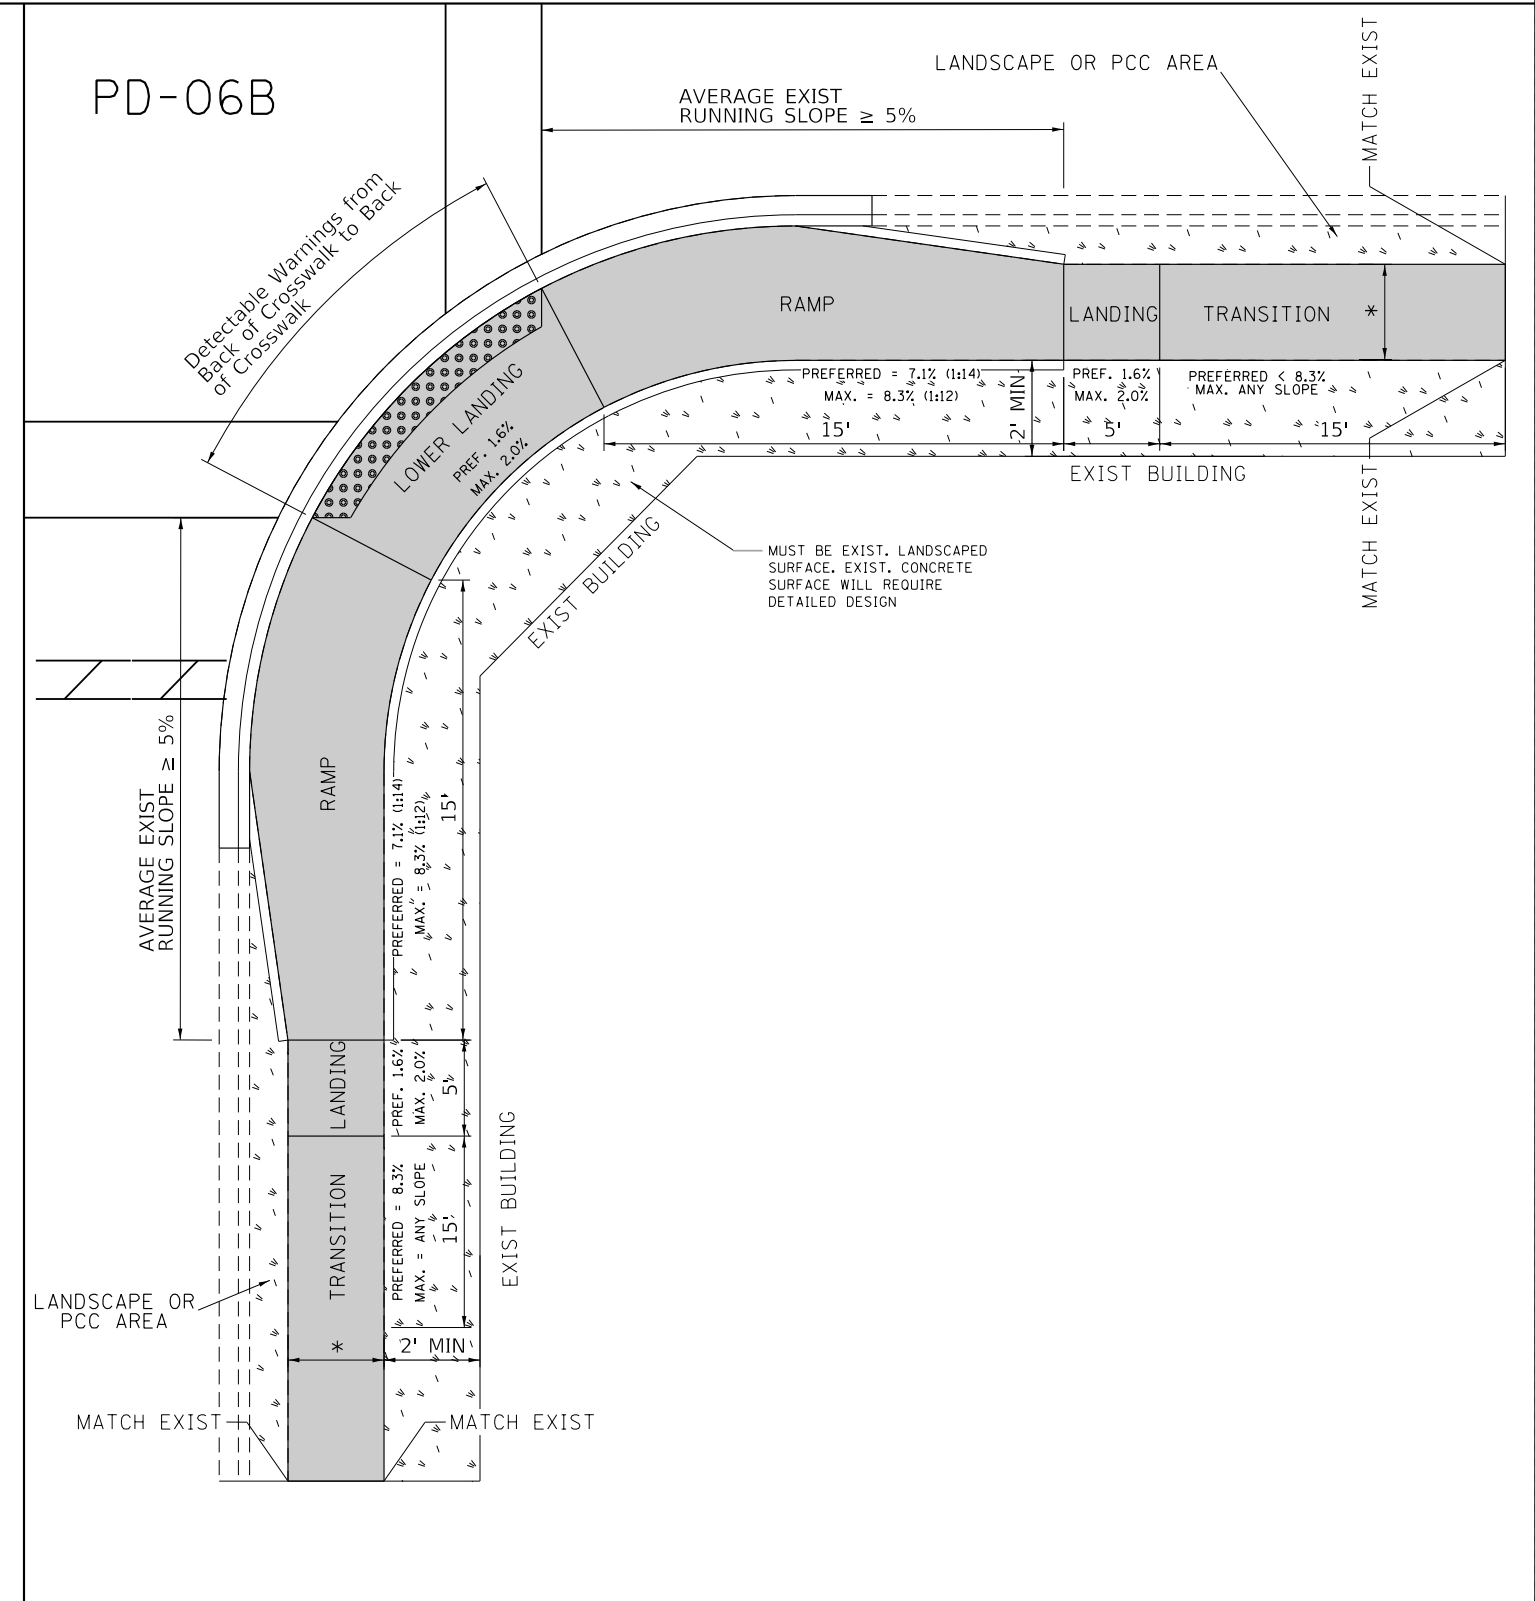 PD-06B
LANDSCAPE OR PCC AREA
MATCH EXIST
AVERAGE EXIST
RUNNING SLOPE ≥ 5%
Detectable Warnings from
Back of Crosswalk to Back
of Crosswalk
RAMP
LANDING
TRANSITION
*
PREFERRED = 7.1% (1:14)
MAX. = 8.3% (1:12)
2' MIN
PREF. 1.6%
MAX. 2.0%
PREFERRED < 8.3%
MAX. ANY SLOPE
15'
5'
15'
LOWER LANDING
PREF. 1.6%
MAX. 2.0%
EXIST BUILDING
MATCH EXIST
EXIST BUILDING
MUST BE EXIST. LANDSCAPED
SURFACE. EXIST. CONCRETE
SURFACE WILL REQUIRE
DETAILED DESIGN
AVERAGE EXIST
RUNNING SLOPE ≥ 5%
RAMP
PREFERRED = 7.1% (1:14)
MAX. = 8.3% (1:12)
15'
LANDING
PREF. 1.6%
MAX. 2.0%
5'
EXIST BUILDING
TRANSITION
PREFERRED = 8.3%
MAX. = ANY SLOPE
15'
LANDSCAPE OR
PCC AREA
*
2' MIN
MATCH EXIST
MATCH EXIST